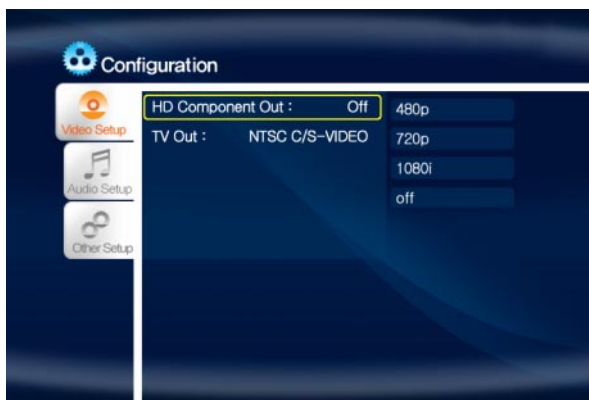 Configuration
Video Setup
Audio Setup
Other Setup
HD Component Out : Off
TV Out : NTSC C/S-VIDEO
480p
720p
1080i
off